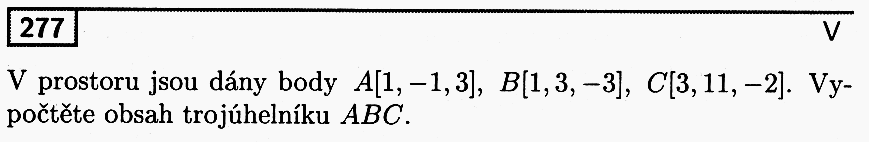 277 V
V prostoru jsou dány body A[1, −1, 3], B[1, 3, −3], C[3, 11, −2]. Vy-
počtěte obsah trojúhelníku ABC.